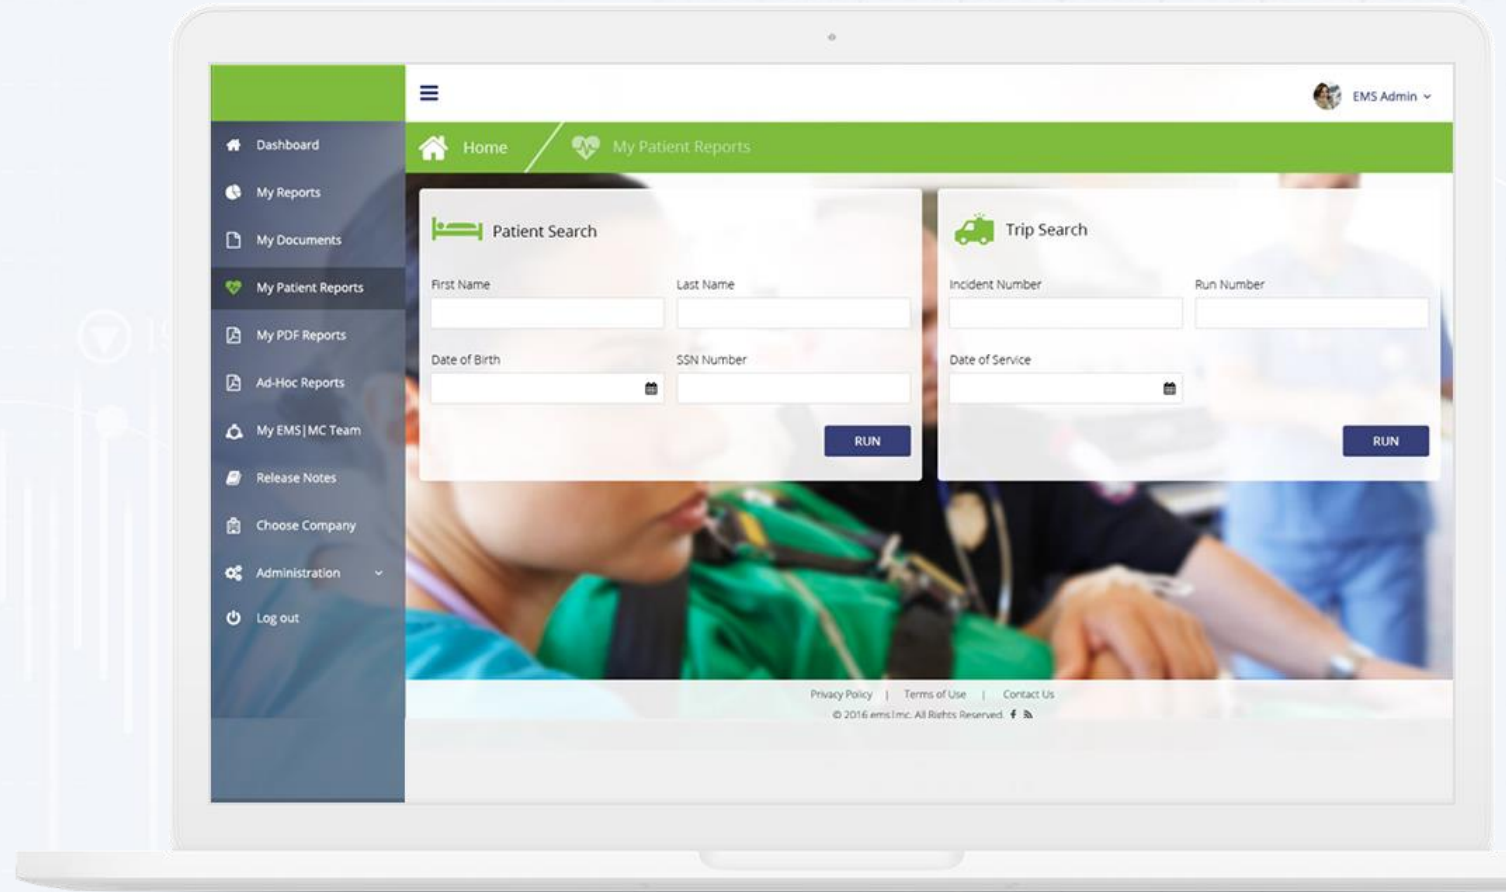 EMS Admin
Dashboard
My Reports
My Documents
My Patient Reports
My PDF Reports
Ad-Hoc Reports
My EMS|MC Team
Release Notes
Choose Company
Administration
Log out
Home
My Patient Reports
Patient Search
First Name
Last Name
Date of Birth
SSN Number
RUN
Trip Search
Incident Number
Run Number
Date of Service
RUN
Privacy Policy | Terms of Use | Contact Us
© 2016 ems|mc. All Rights Reserved.